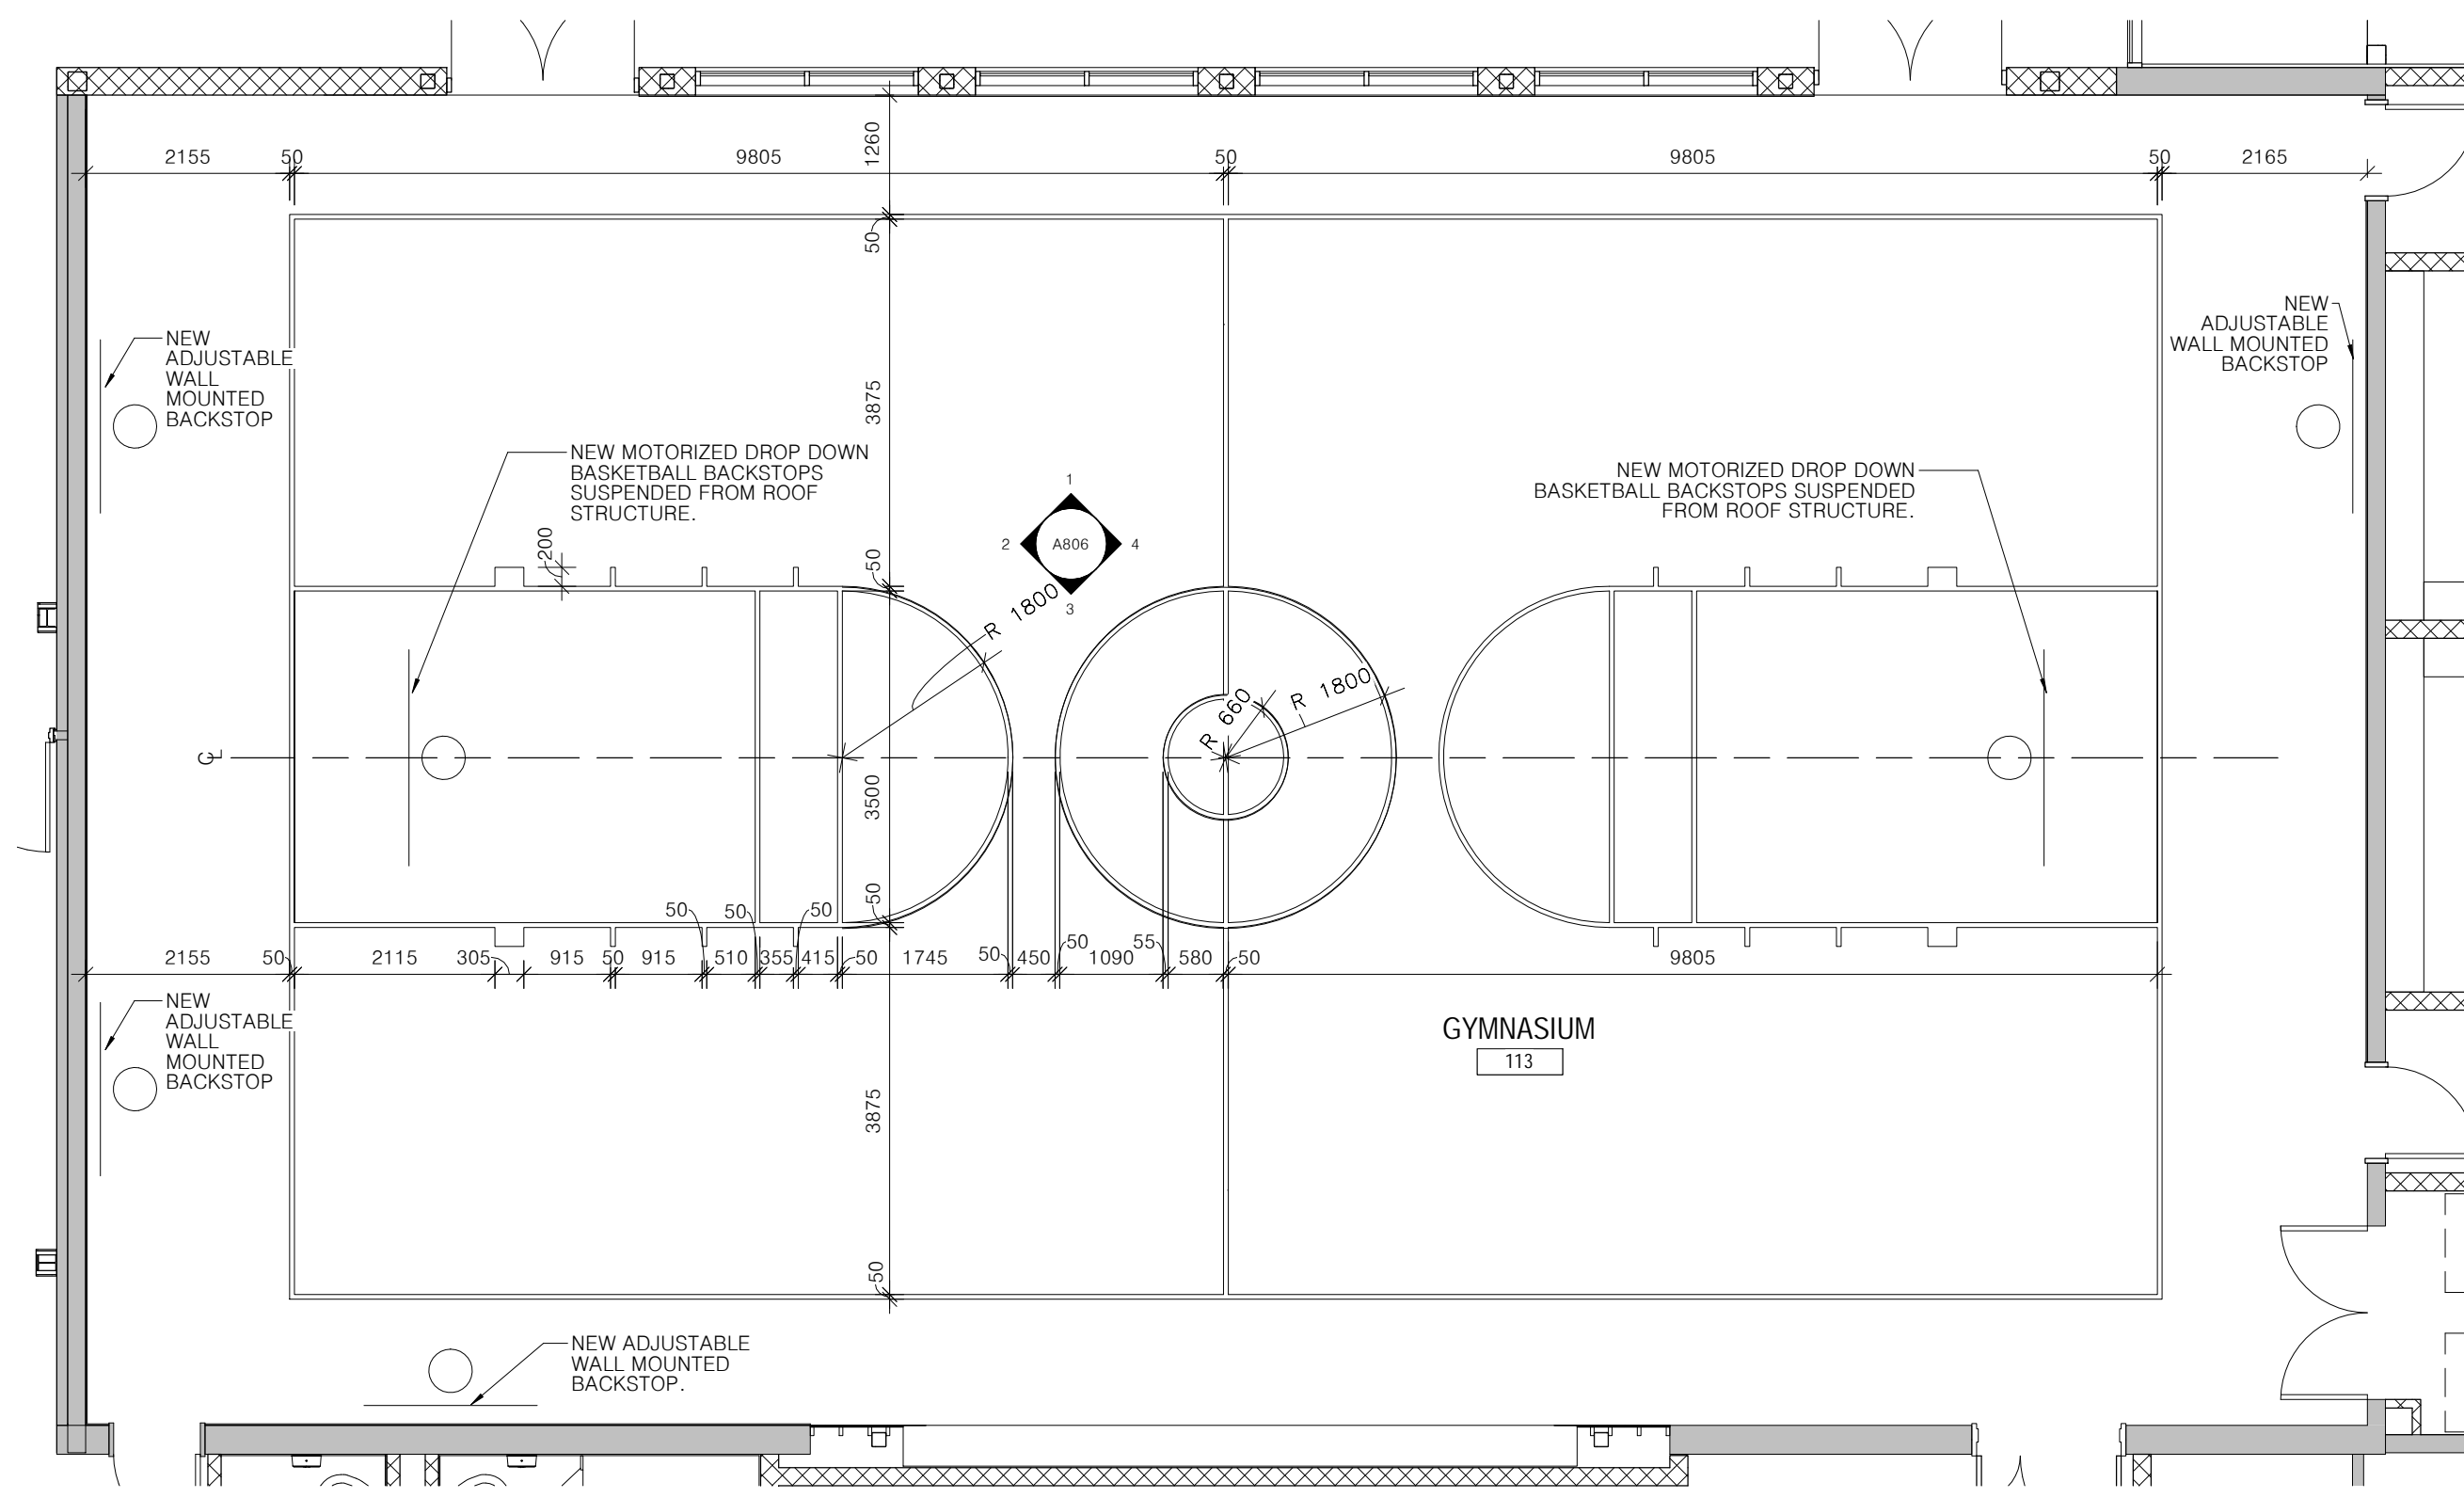 2155
50
9805
1260
50
9805
50
2165
50
NEW
ADJUSTABLE
WALL
MOUNTED
BACKSTOP
NEW
ADJUSTABLE
WALL MOUNTED
BACKSTOP
3875
NEW MOTORIZED DROP DOWN
BASKETBALL BACKSTOPS
SUSPENDED FROM ROOF
STRUCTURE.
NEW MOTORIZED DROP DOWN
BASKETBALL BACKSTOPS SUSPENDED
FROM ROOF STRUCTURE.
1
2
A806
4
3
200
50
R 1800
R 660
R 1800
CL
3500
50
50
50
50
2155
50
2115
305
915
50
915
510
355
415
50
1745
50
450
50
1090
55
580
50
9805
NEW
ADJUSTABLE
WALL
MOUNTED
BACKSTOP
GYMNASIUM
113
3875
50
NEW ADJUSTABLE
WALL MOUNTED
BACKSTOP.